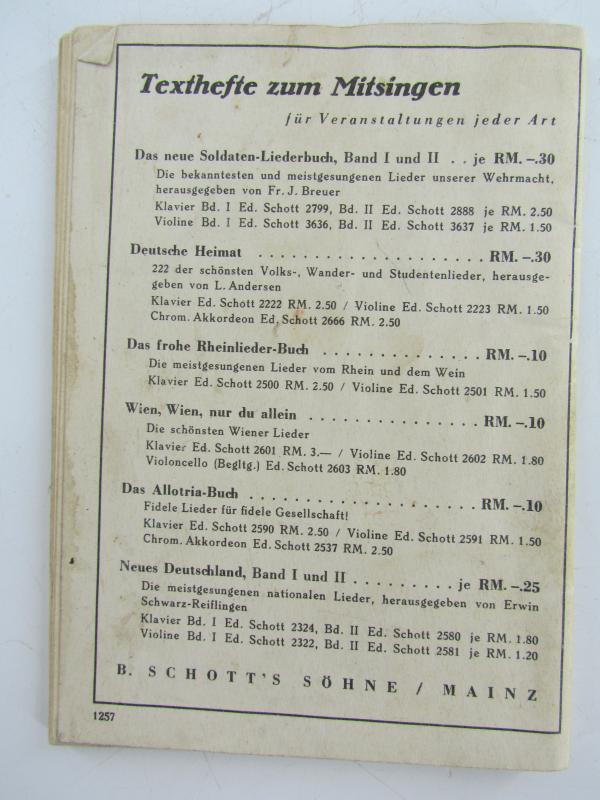 Texthefte zum Mitsingen
für Veranstaltungen jeder Art
Das neue Soldaten-Liederbuch, Band I und II . . je RM. –.30
Die bekanntesten und meistgesungenen Lieder unserer Wehrmacht,
herausgegeben von Fr. J. Breuer
Klavier Bd. I Ed. Schott 2799, Bd. II Ed. Schott 2888 je RM. 2.50
Violine Bd. I Ed. Schott 3636, Bd. II Ed. Schott 3637 je RM. 1.50
Deutsche Heimat . . . . . . . . . . . . . . . . . . . . . RM. –.30
222 der schönsten Volks-, Wander- und Studentenlieder, herausge-
geben von L. Andersen
Klavier Ed. Schott 2222 RM. 2.50 / Violine Ed. Schott 2223 RM. 1.50
Chrom. Akkordeon Ed. Schott 2666 RM. 2.50
Das frohe Rheinlieder-Buch . . . . . . . . . . . . . . RM. –.10
Die meistgesungenen Lieder vom Rhein und dem Wein
Klavier Ed. Schott 2500 RM. 2.50 / Violine Ed. Schott 2501 RM. 1.50
Wien, Wien, nur du allein . . . . . . . . . . . . . . . RM. –.10
Die schönsten Wiener Lieder
Klavier Ed. Schott 2601 RM. 3.— / Violine Ed. Schott 2602 RM. 1.80
Violoncello (Begltg.) Ed. Schott 2603 RM. 1.80
Das Allotria-Buch . . . . . . . . . . . . . . . . . . . . RM. –.10
Fidele Lieder für fidele Gesellschaft!
Klavier Ed. Schott 2590 RM. 2.50 / Violine Ed. Schott 2591 RM. 1.50
Chrom. Akkordeon Ed. Schott 2537 RM. 2.50
Neues Deutschland, Band I und II . . . . . . . . . je RM. –.25
Die meistgesungenen nationalen Lieder, herausgegeben von Erwin
Schwarz-Reiflingen
Klavier Bd. I Ed. Schott 2324, Bd. II Ed. Schott 2580 je RM. 1.80
Violine Bd. I Ed. Schott 2322, Bd. II Ed. Schott 2581 je RM. 1.20
B. SCHOTT'S SÖHNE / MAINZ
1257